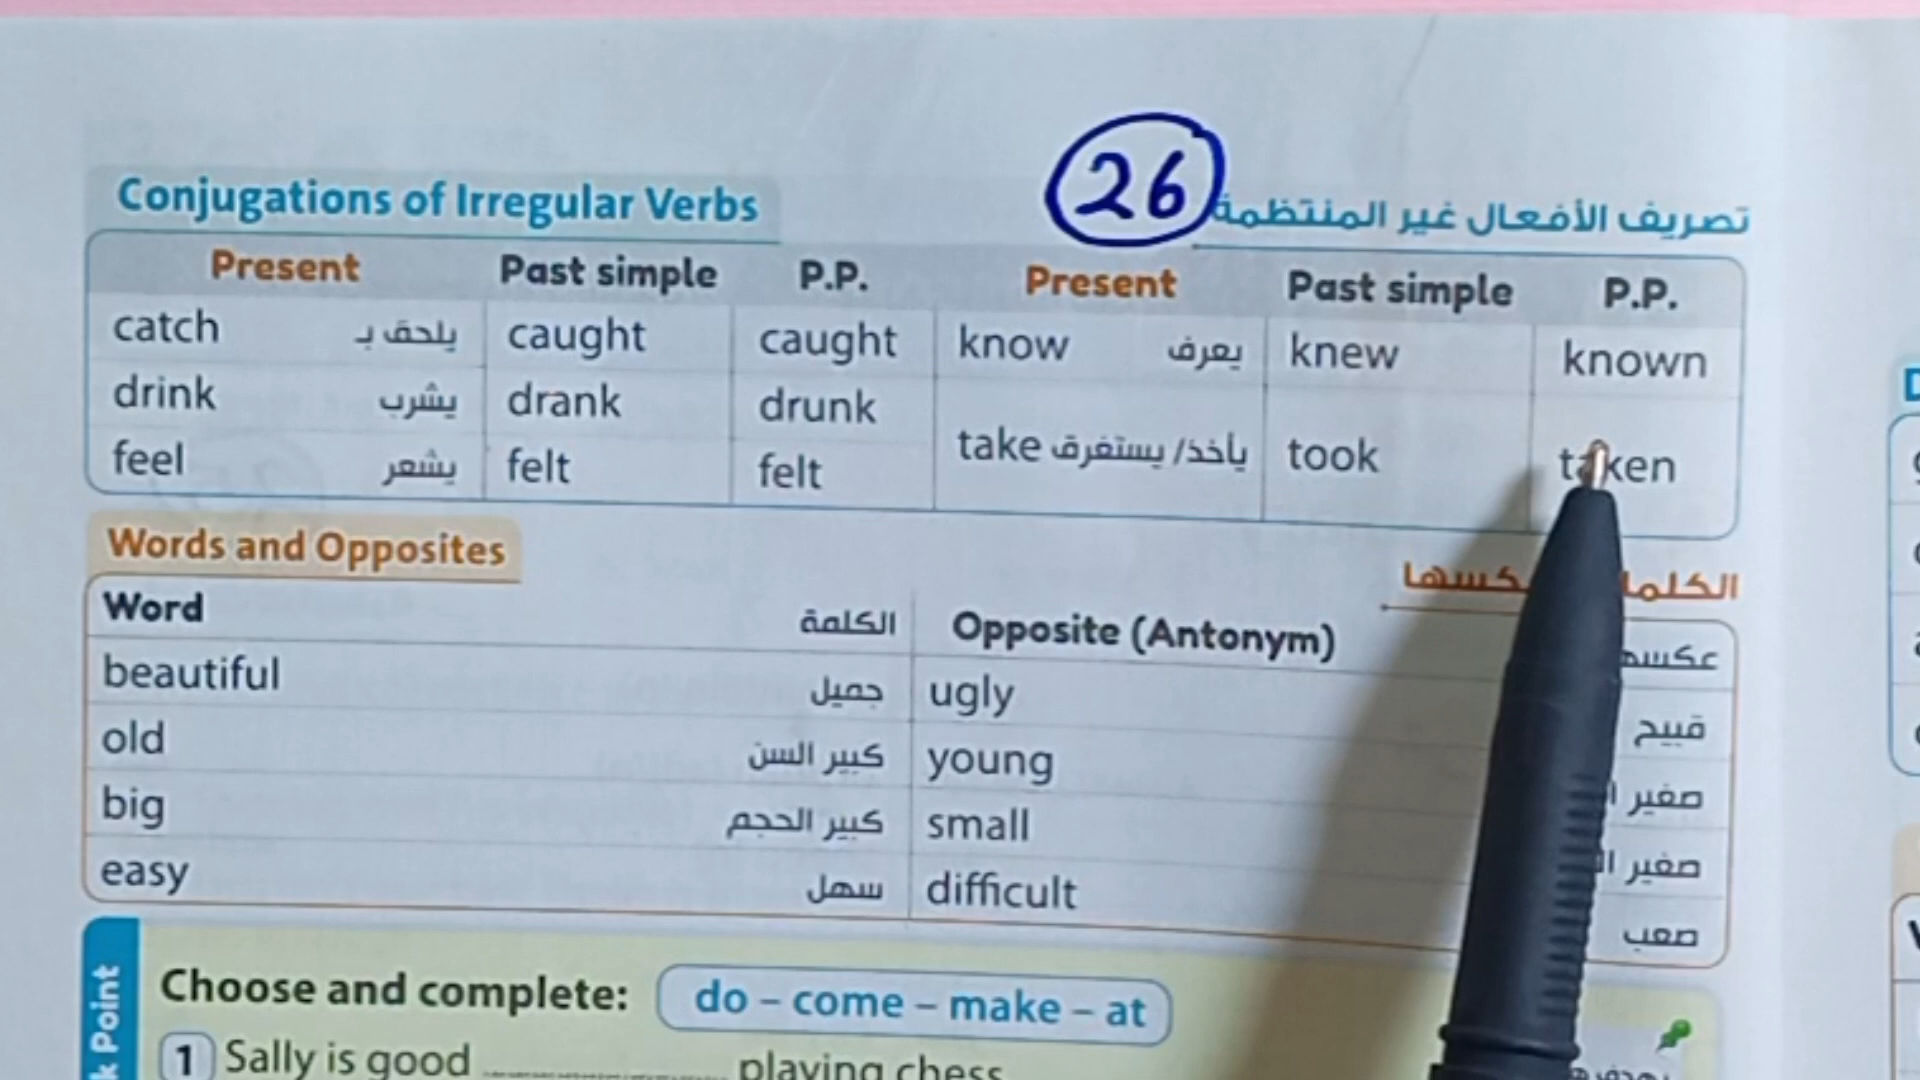 26
Conjugations of Irregular Verbs تصريف الأفعال غير المنتظمة
Present Past simple P.P. Present Past simple P.P.
catch يلحق بـ caught caught know يعرف knew known
drink يشرب drank drunk
take يأخذ/ يستغرق took taken
feel يشعر felt felt
Words and Opposites
Word الكلمة Opposite (Antonym)
beautiful جميل ugly قبيح
old كبير السن young صغير
big كبير الحجم small صغير
easy سهل difficult صعب
Choose and complete: do – come – make – at
Point
1 Sally is good playing chess